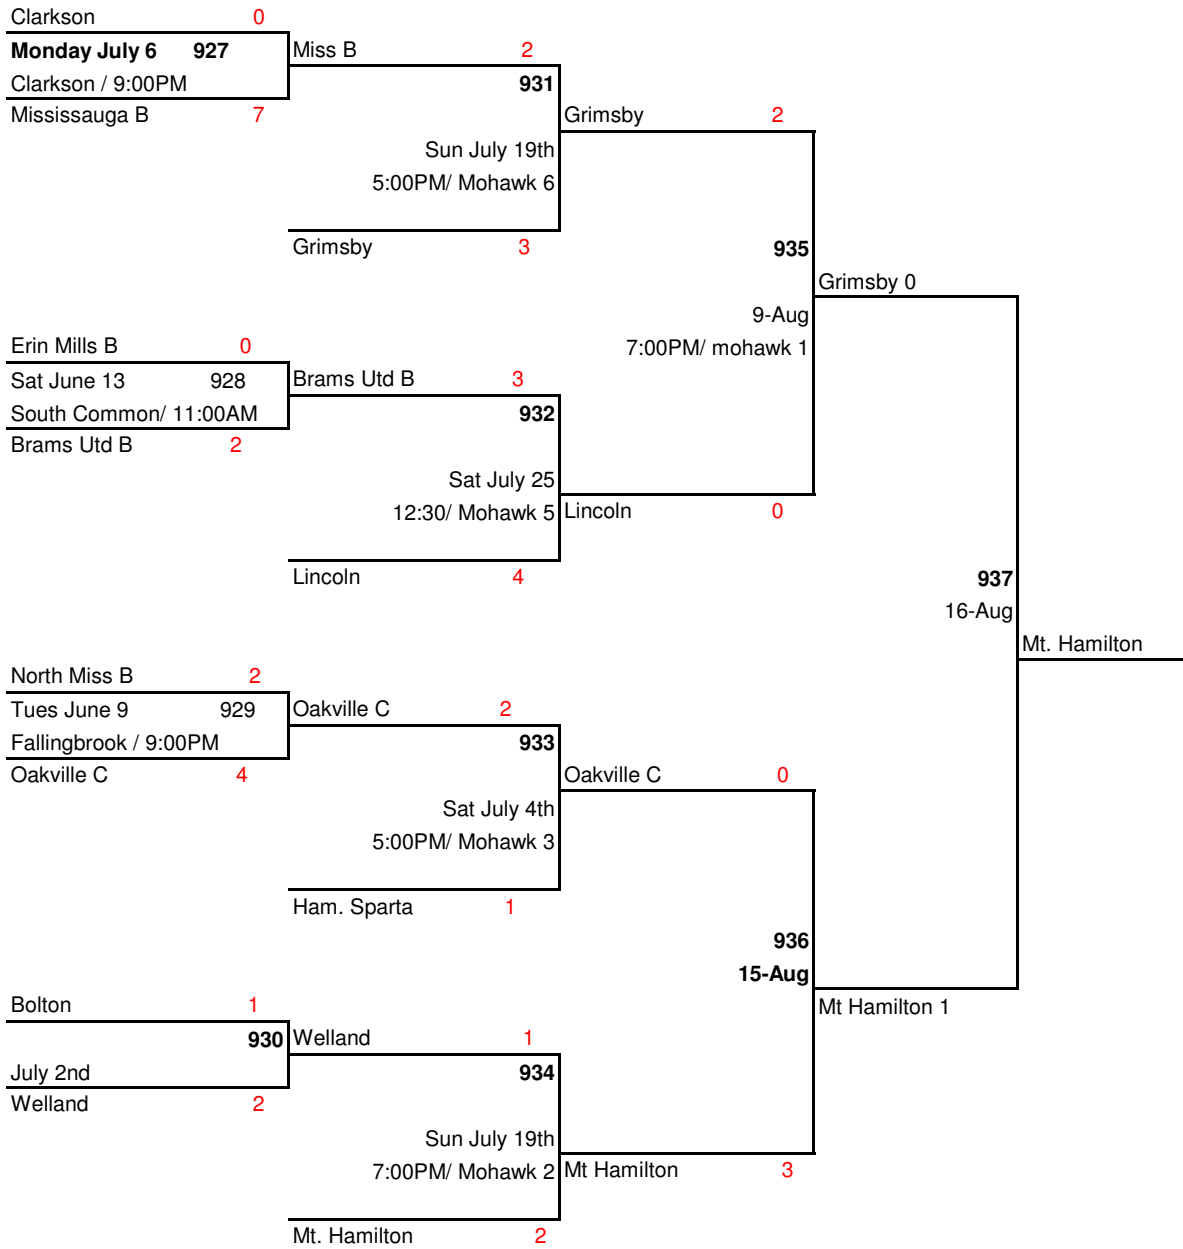 Clarkson 0
Monday July 6 927
Clarkson / 9:00PM
Mississauga B 7
Miss B 2
931
Sun July 19th
5:00PM/ Mohawk 6
Grimsby 3
Grimsby 2
935
9-Aug
7:00PM/ mohawk 1
Grimsby 0
Erin Mills B 0
Sat June 13 928
South Common/ 11:00AM
Brams Utd B 2
Brams Utd B 3
932
Sat July 25
12:30/ Mohawk 5
Lincoln 4
Lincoln 0
937
16-Aug
Mt. Hamilton
North Miss B 2
Tues June 9 929
Fallingbrook / 9:00PM
Oakville C 4
Oakville C 2
933
Sat July 4th
5:00PM/ Mohawk 3
Ham. Sparta 1
Oakville C 0
936
15-Aug
Mt Hamilton 1
Bolton 1
930
July 2nd
Welland 2
Welland 1
934
Sun July 19th
7:00PM/ Mohawk 2
Mt. Hamilton 2
Mt Hamilton 3